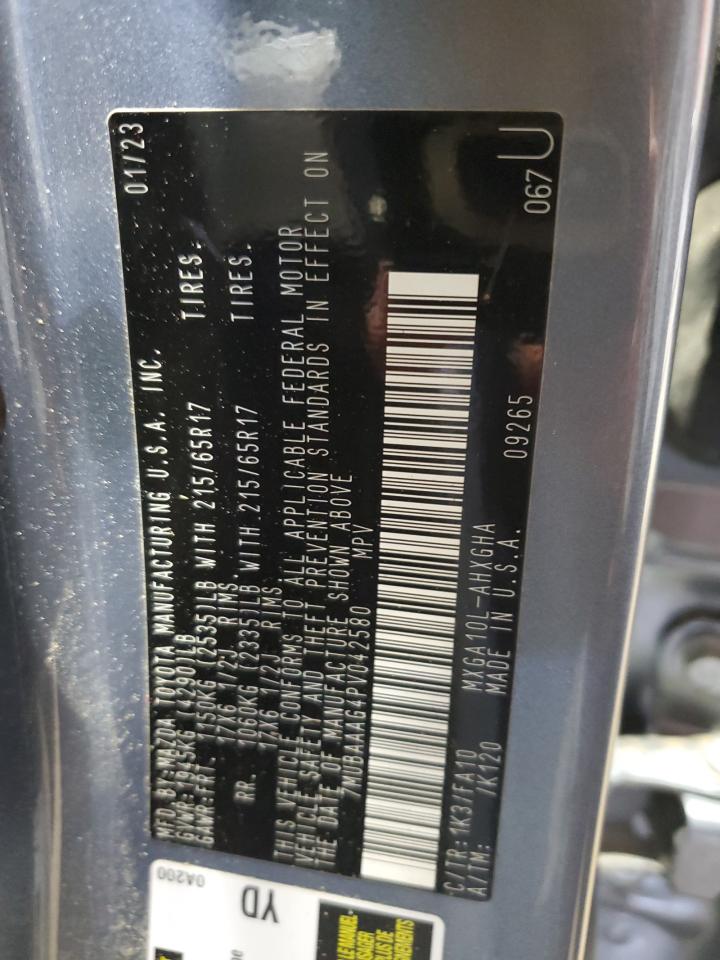 MFD. BY:MAZDA TOYOTA MANUFACTURING U.S.A. INC. 01/23
GVWR: 1945KG (4290)LB
GAWR:FRT. 1150KG (2535)LB WITH 215/65R17 TIRES.
17X6 1/2J RIMS.
RR. 1060KG (2335)LB WITH 215/65R17 TIRES.
17X6 1/2J RIMS.
THIS VEHICLE CONFORMS TO ALL APPLICABLE FEDERAL MOTOR
VEHICLE SAFETY AND THEFT PREVENTION STANDARDS IN EFFECT ON
THE DATE OF MANUFACTURE SHOWN ABOVE
7MUBAAAG4PV042580 MPV
C/TR: 1K3/FA10 MXGA10L-AHXGHA 09265 067 U
A/TM: /K120 MADE IN U.S.A.
0A200
YD
LE MANUEL